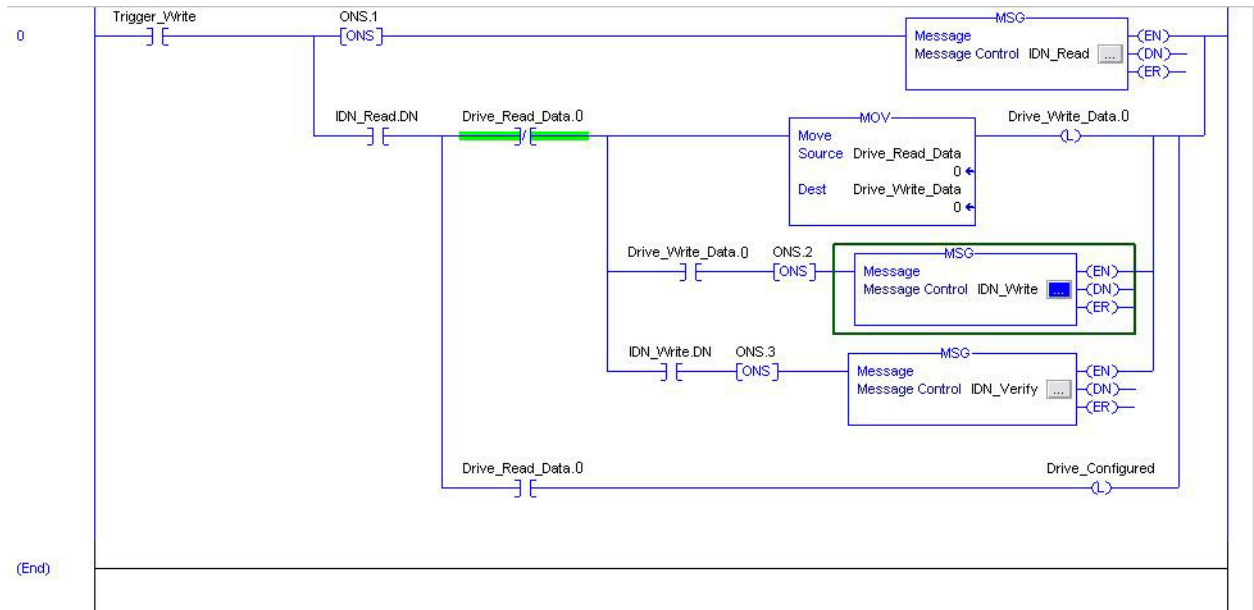 Trigger_Write ONS.1 MSG
0 ONS Message (EN)
Message Control IDN_Read ... (DN)
(ER)
IDN_Read.DN Drive_Read_Data.0 MOV Drive_Write_Data.0
/ Move L
Source Drive_Read_Data
0
Dest Drive_Write_Data
0
Drive_Write_Data.0 ONS.2 MSG
ONS Message (EN)
Message Control IDN_Write ... (DN)
(ER)
IDN_Write.DN ONS.3 MSG
ONS Message (EN)
Message Control IDN_Verify ... (DN)
(ER)
Drive_Read_Data.0 Drive_Configured
L
(End)